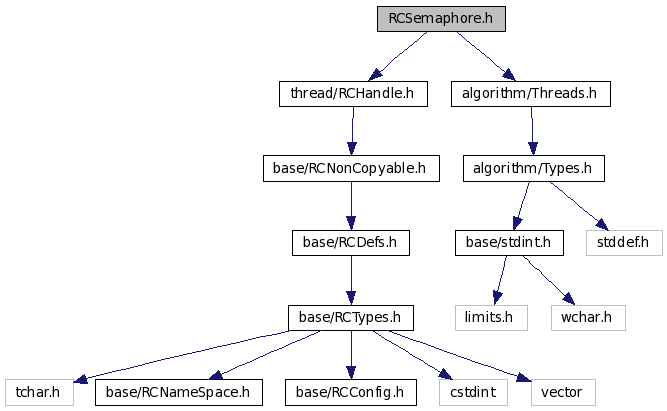 RCSemaphore.h
thread/RCHandle.h
algorithm/Threads.h
base/RCNonCopyable.h
algorithm/Types.h
base/RCDefs.h
base/stdint.h
stddef.h
base/RCTypes.h
limits.h
wchar.h
tchar.h
base/RCNameSpace.h
base/RCConfig.h
cstdint
vector